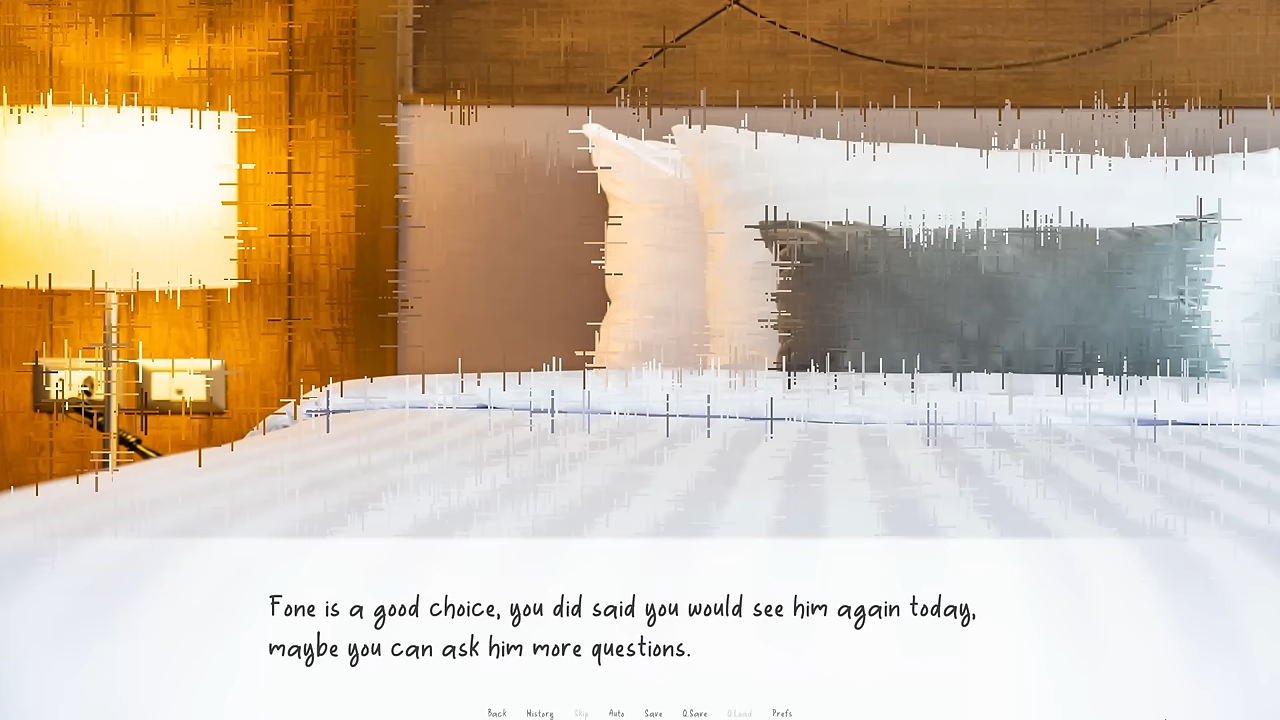 Fone is a good choice, you did said you would see him again today,
maybe you can ask him more questions.
Back History Skip Auto Save Q.Save Q.Load Prefs